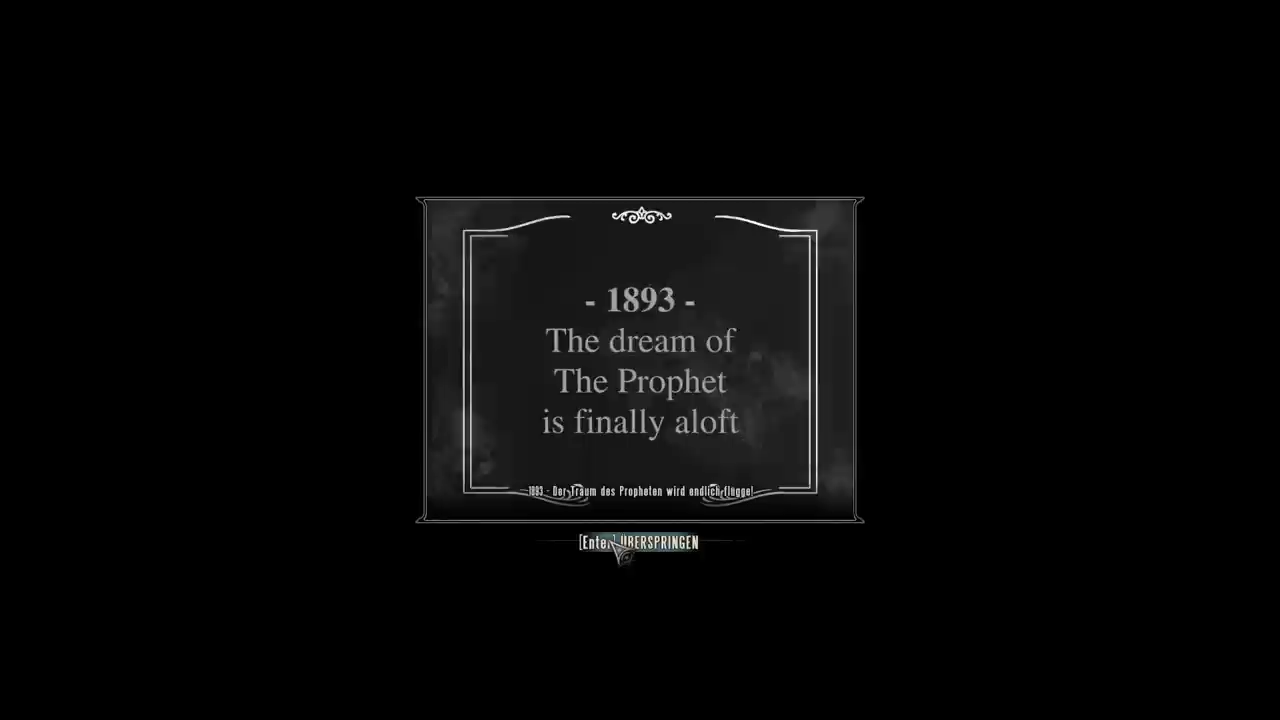 - 1893 -
The dream of
The Prophet
is finally aloft
1893 - Der Traum des Propheten wird endlich flügge!
[Enter] ÜBERSPRINGEN